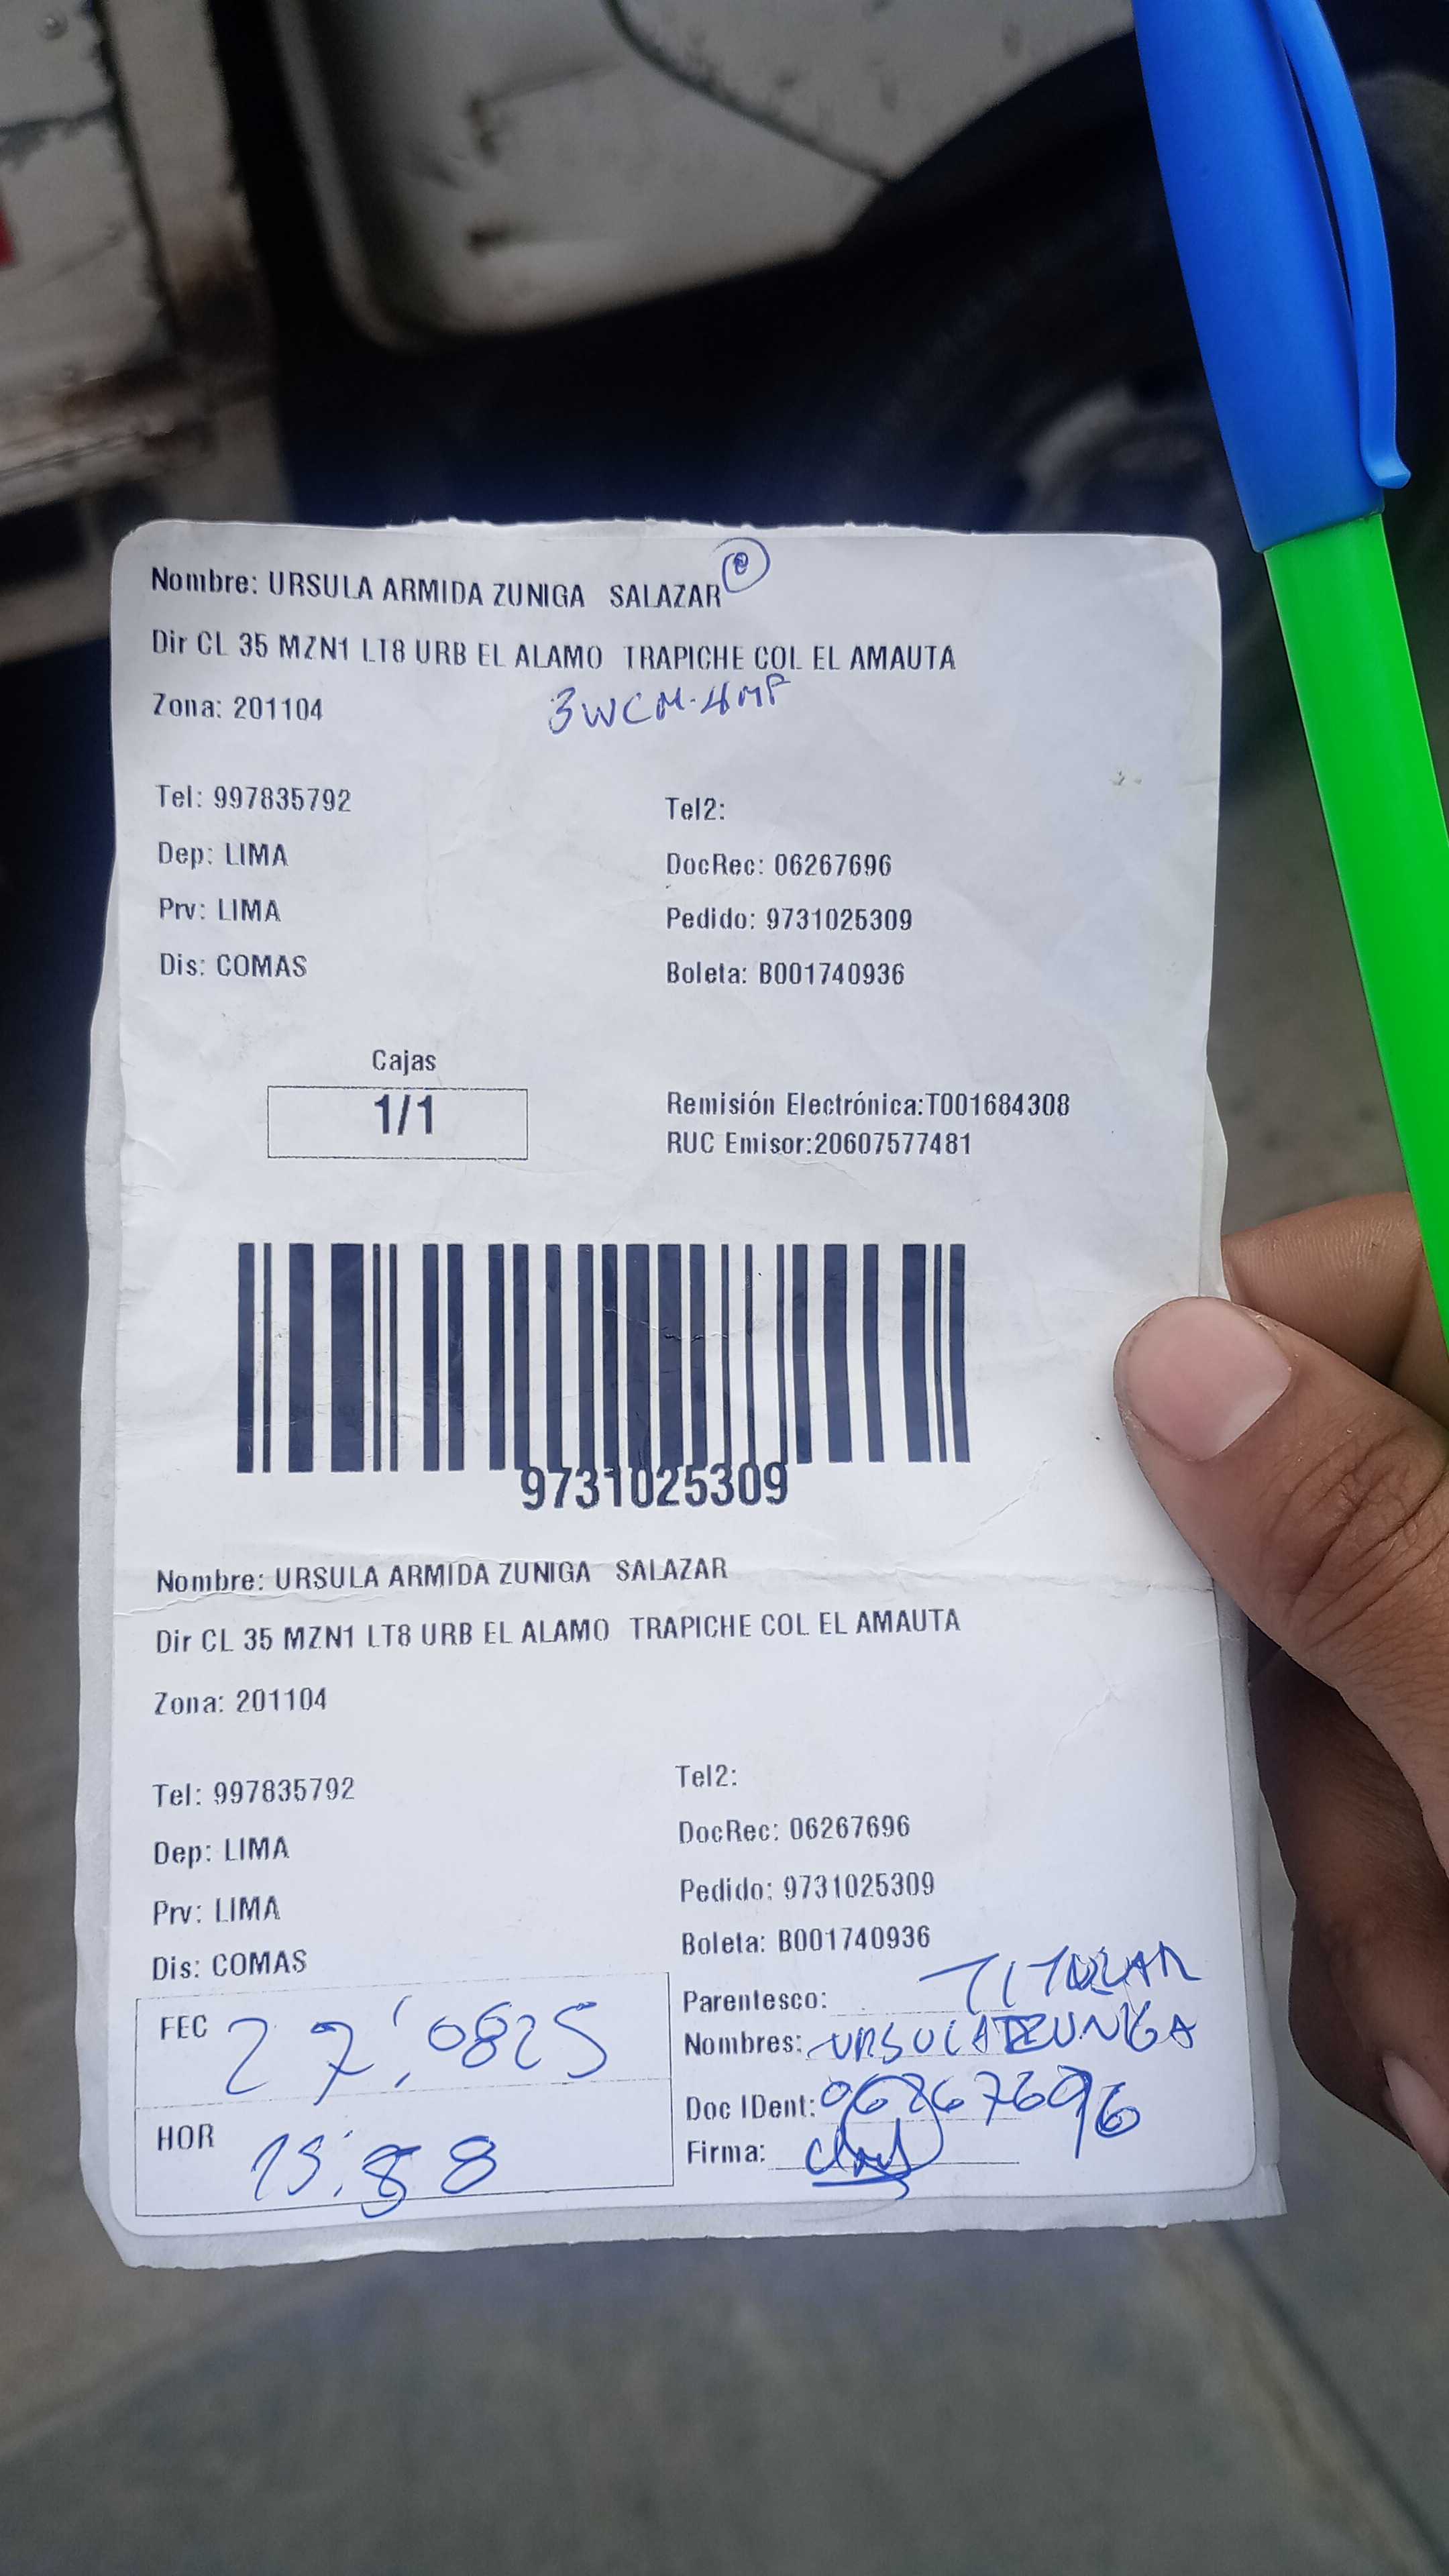 Nombre: URSULA ARMIDA ZUNIGA SALAZAR
Dir CL 35 MZN1 LT8 URB EL ALAMO TRAPICHE COL EL AMAUTA
Zona: 201104
3WCM-4MP
Tel: 997835792
Tel2:
Dep: LIMA
DocRec: 06267696
Prv: LIMA
Pedido: 9731025309
Dis: COMAS
Boleta: B001740936
Cajas
1/1
Remisión Electrónica:T001684308
RUC Emisor:20607577481
9731025309
Nombre: URSULA ARMIDA ZUNIGA SALAZAR
Dir CL 35 MZN1 LT8 URB EL ALAMO TRAPICHE COL EL AMAUTA
Zona: 201104
Tel: 997835792
Tel2:
Dep: LIMA
DocRec: 06267696
Prv: LIMA
Pedido: 9731025309
Dis: COMAS
Boleta: B001740936
FEC 27,0825
Parentesco: TITULAR
Nombres: URSULA ZUNIGA
Doc IDent: 06267696
HOR
Firma: